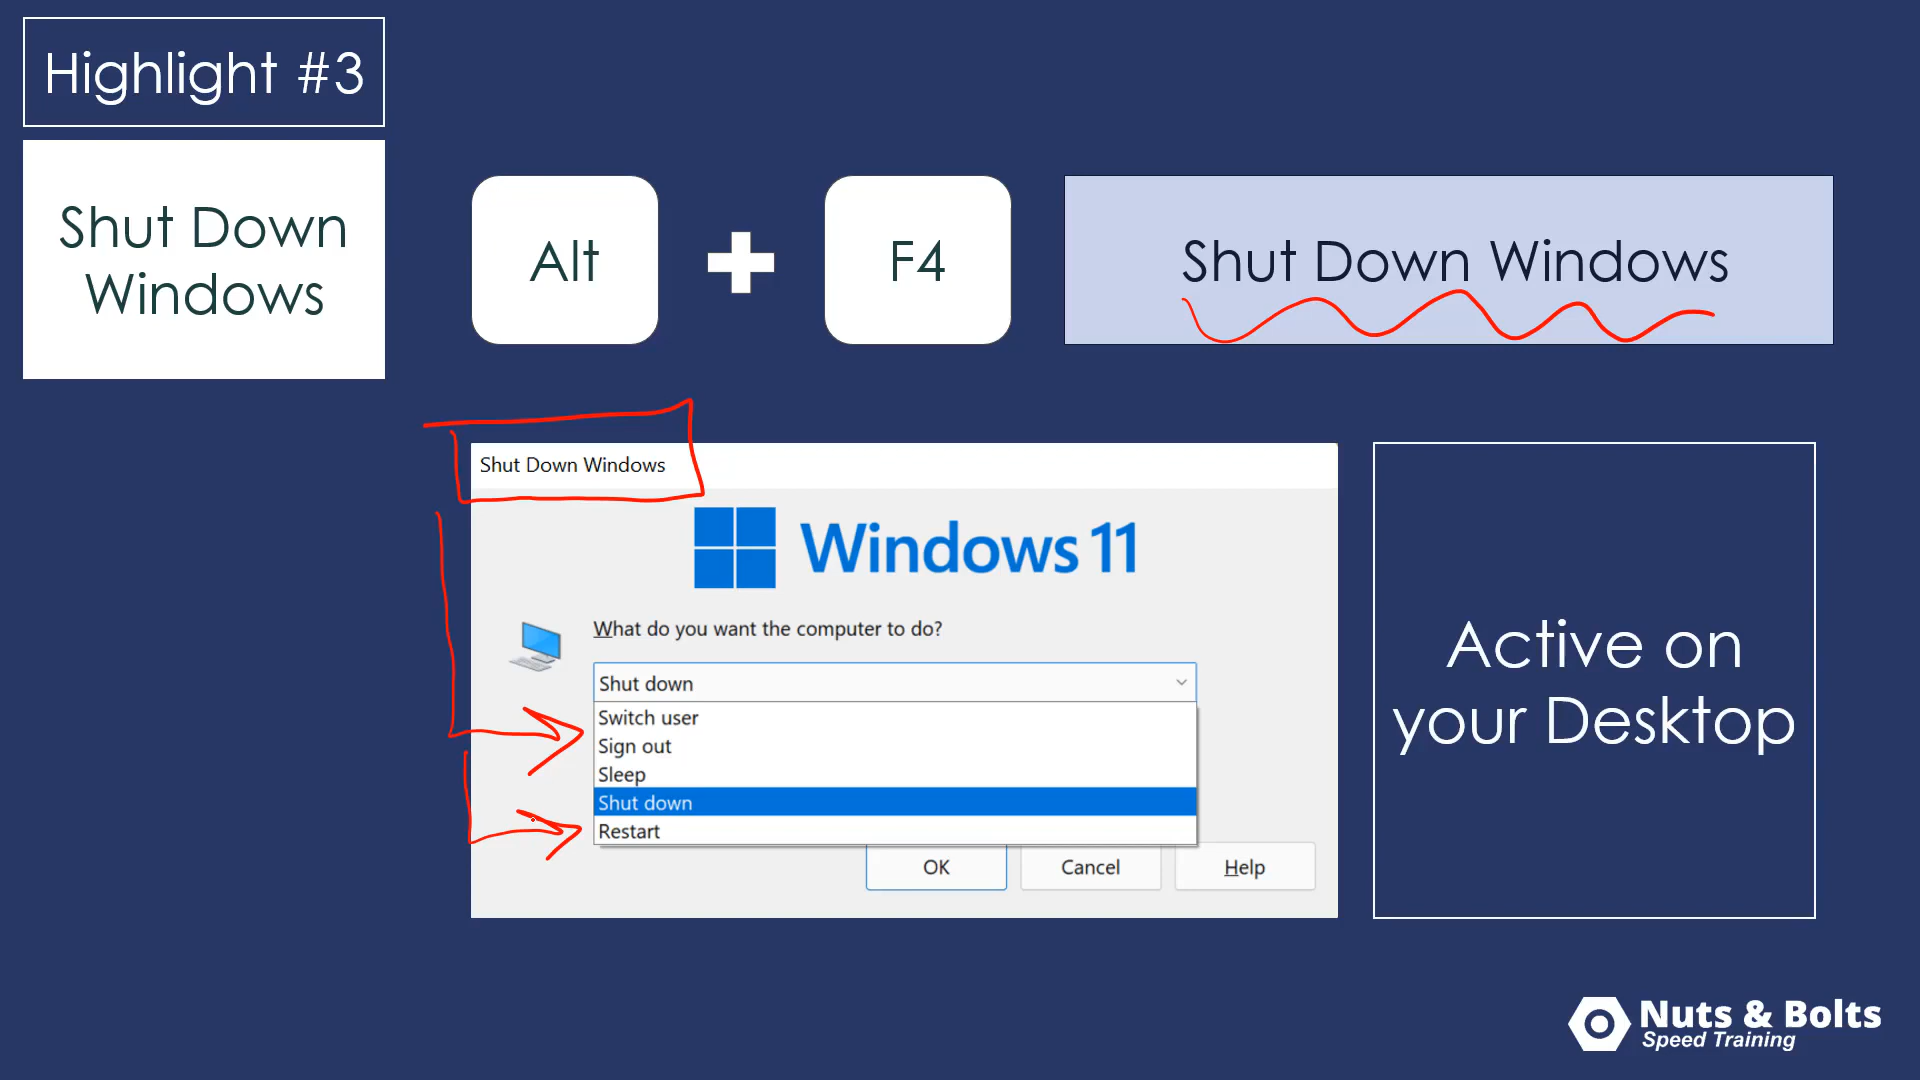 Highlight #3
Shut Down
Windows
Alt
F4
Shut Down Windows
Shut Down Windows
Windows 11
What do you want the computer to do?
Shut down
Switch user
Sign out
Sleep
Shut down
Restart
OK
Cancel
Help
Active on
your Desktop
Nuts & Bolts
Speed Training